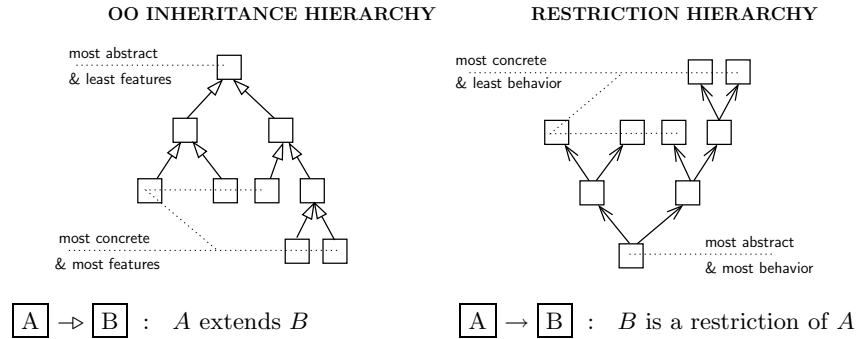 OO INHERITANCE HIERARCHY
most abstract
& least features
most concrete
& most features
A → B : A extends B
RESTRICTION HIERARCHY
most concrete
& least behavior
most abstract
& most behavior
A → B : B is a restriction of A